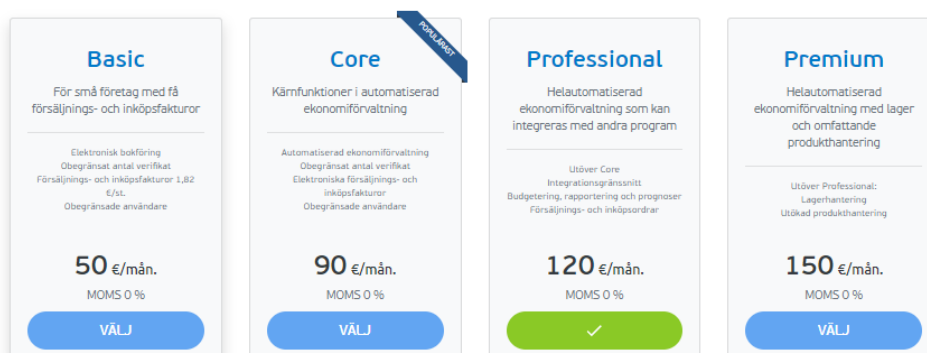 Basic
För små företag med få
försäljnings- och inköpsfakturor
Elektronisk bokföring
Obegränsat antal verifikat
Försäljnings- och inköpsfakturor 1,82
€/st.
Obegränsade användare
50 €/mån.
MOMS 0 %
VÄLJ
POPULÄRAST
Core
Kärnfunktioner i automatiserad
ekonomiförvaltning
Automatiserad ekonomiförvaltning
Obegränsat antal verifikat
Elektroniska försäljnings- och
inköpsfakturor
Obegränsade användare
90 €/mån.
MOMS 0 %
VÄLJ
Professional
Helautomatiserad
ekonomiförvaltning som kan
integreras med andra program
Utöver Core
Integrationsgränssnitt
Budgetering, rapportering och prognoser
Försäljnings- och inköpsordrar
120 €/mån.
MOMS 0 %
Premium
Helautomatiserad
ekonomiförvaltning med lager
och omfattande
produkthantering
Utöver Professional:
Lagerhantering
Utökad produkthantering
150 €/mån.
MOMS 0 %
VÄLJ